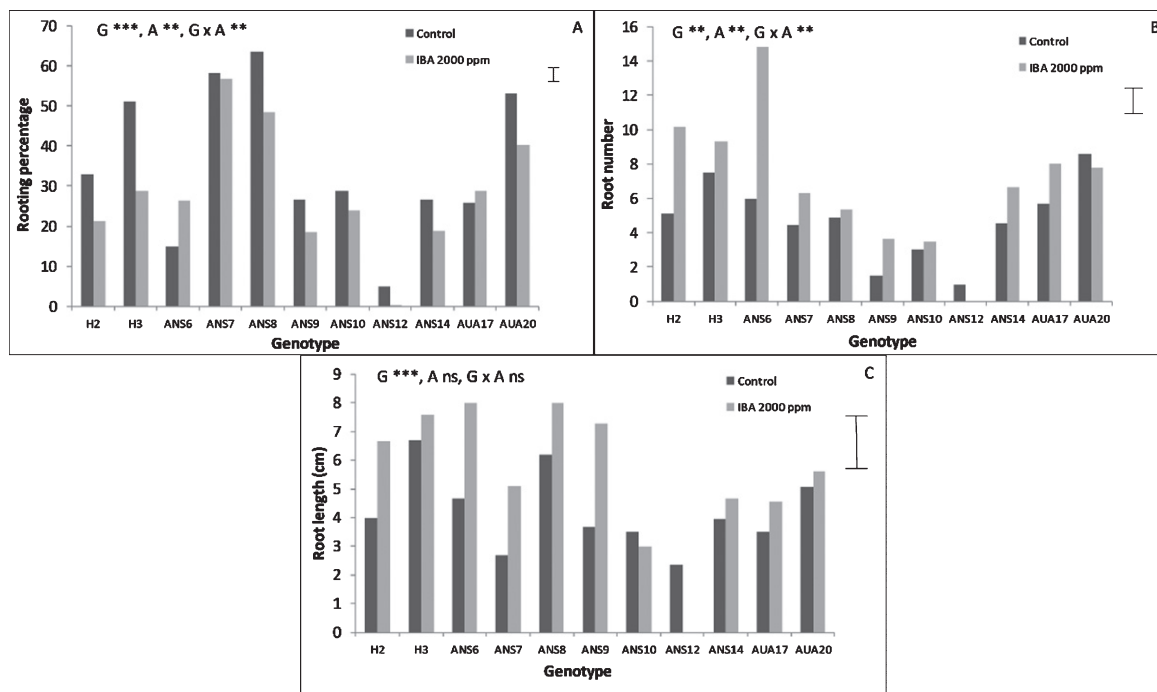 G ***, A **, G x A **
A
Control
IBA 2000 ppm
70
60
50
40
30
20
10
0
Rooting percentage
H2 H3 ANS6 ANS7 ANS8 ANS9 ANS10 ANS12 ANS14 AUA17 AUA20
Genotype
G **, A **, G x A **
B
Control
IBA 2000 ppm
16
14
12
10
8
6
4
2
0
Root number
H2 H3 ANS6 ANS7 ANS8 ANS9 ANS10 ANS12 ANS14 AUA17 AUA20
Genotype
G ***, A ns, G x A ns
C
Control
IBA 2000 ppm
9
8
7
6
5
4
3
2
1
0
Root length (cm)
H2 H3 ANS6 ANS7 ANS8 ANS9 ANS10 ANS12 ANS14 AUA17 AUA20
Genotype